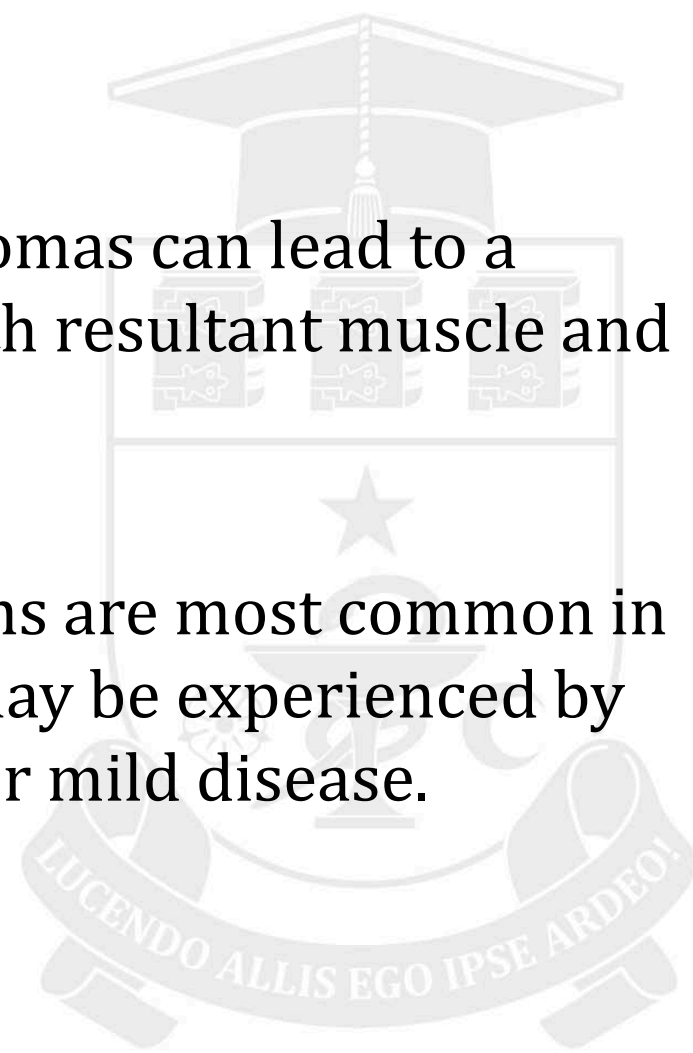 omas can lead to a
h resultant muscle and
ns are most common in
ay be experienced by
r mild disease.
LUCENDO ALLIS EGO IPSE ARDEO!